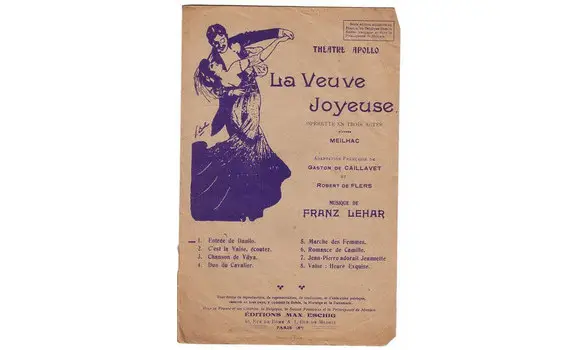 THÉATRE APOLLO
La Veuve
Joyeuse
OPÉRETTE EN TROIS ACTES
MEILHAC
ADAPTATION FRANÇAISE DE
GASTON DE CAILLAVET
ET
ROBERT DE FLERS
MUSIQUE DE
FRANZ LEHAR
1. Entrée de Danilo.
2. C'est la Valse, écoutez.
3. Chanson de Vilya.
4. Duo du Cavalier.
5. Marche des Femmes.
6. Romance de Camille.
7. Jean-Pierre adorait Jeannette
8. Valse : Heure Exquise.
ÉDITIONS MAX ESCHIG
PARIS